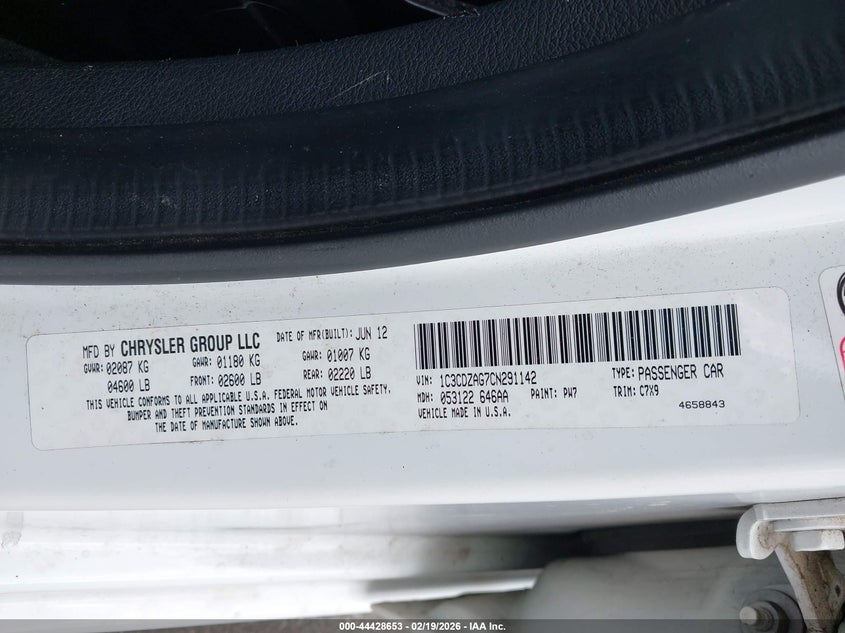 MFD BY CHRYSLER GROUP LLC DATE OF MFR(BUILT): JUN 12
GVWR: 02087 KG GAWR: 01180 KG GAWR: 01007 KG
04600 LB FRONT: 02600 LB REAR: 02220 LB
THIS VEHICLE CONFORMS TO ALL APPLICABLE U.S.A. FEDERAL MOTOR VEHICLE SAFETY,
BUMPER AND THEFT PREVENTION STANDARDS IN EFFECT ON
THE DATE OF MANUFACTURE SHOWN ABOVE.
VIN: 1C3CDZAG7CN291142 TYPE: PASSENGER CAR
MDH: 053122 646AA PAINT: PW7 TRIM: C7X9
VEHICLE MADE IN U.S.A. 4658843
000-44428653 - 02/19/2026 - IAA Inc.